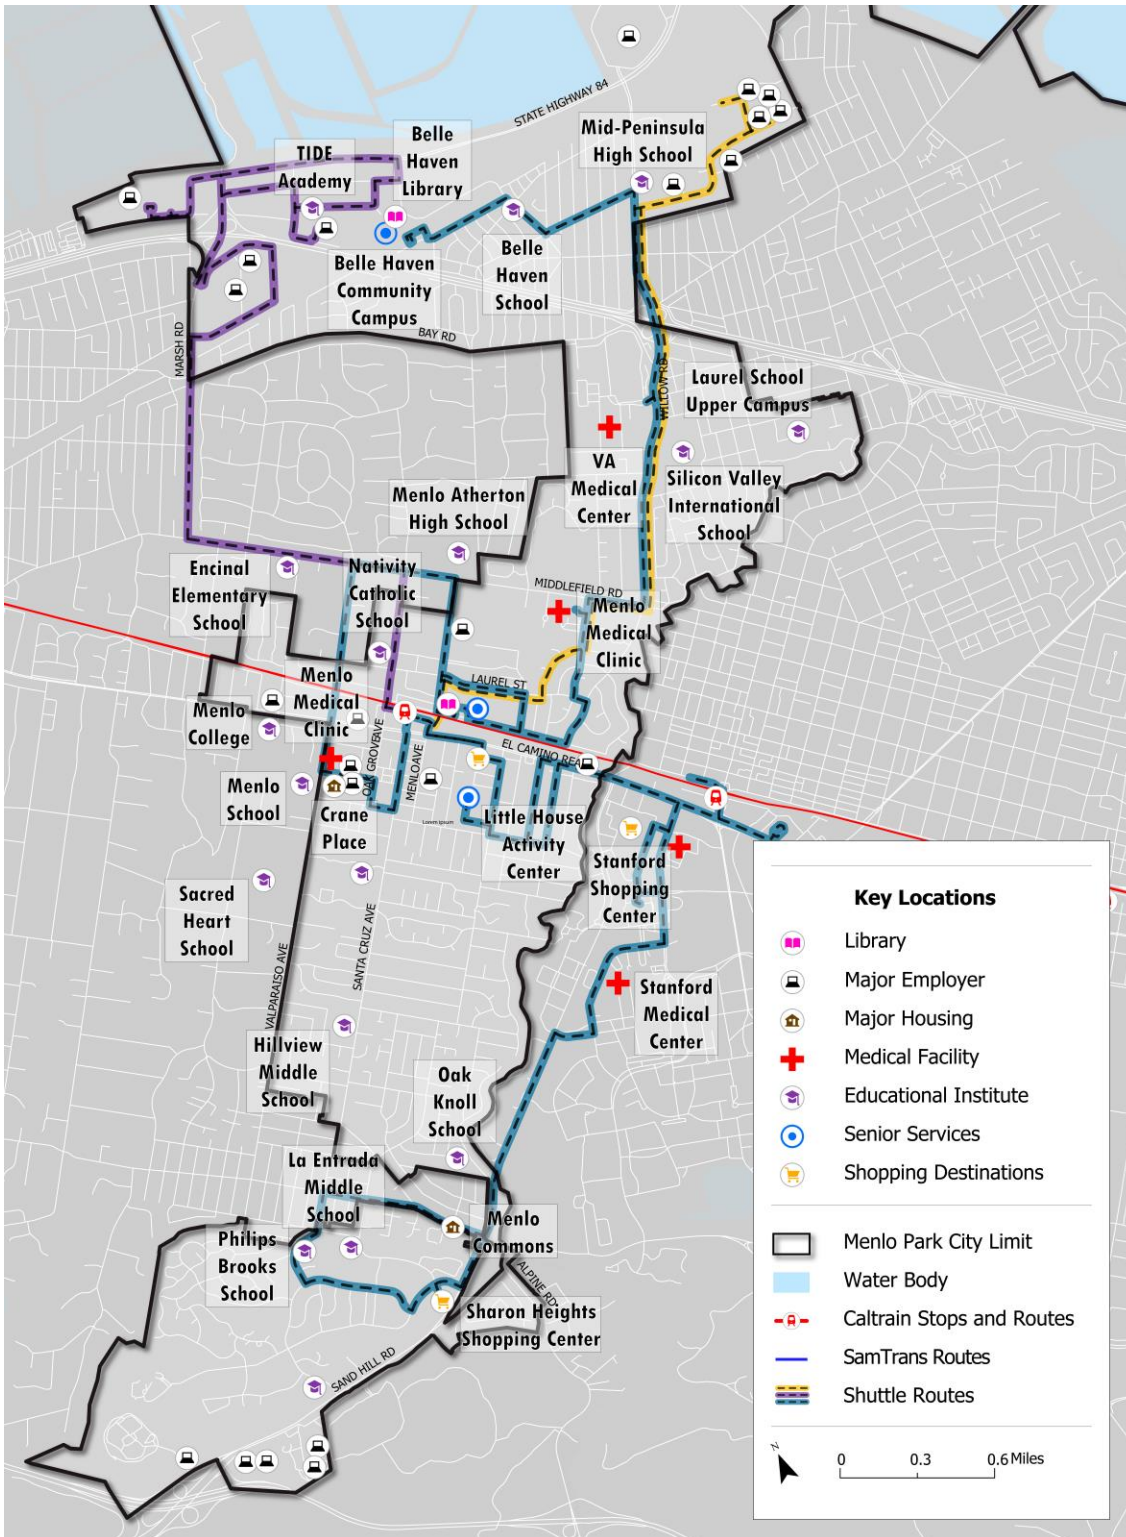 STATE HIGHWAY 84
Belle
Haven
Library
Mid-Peninsula
High School
TIDE
Academy
Belle Haven
Community
Campus
Belle
Haven
School
BAY RD
MARSH RD
WILLOW RD
Laurel School
Upper Campus
VA
Medical
Center
Silicon Valley
International
School
Menlo Atherton
High School
Encinal
Elementary
School
Nativity
Catholic
School
MIDDLEFIELD RD
Menlo
Medical
Clinic
LAUREL ST
Menlo
Medical
Clinic
Menlo
College
EL CAMINO REA
OAK GROVE AVE
MENLO AVE
Menlo
School
Crane
Place
Lorem ipsum
Little House
Activity
Center
Stanford
Shopping
Center
Sacred
Heart
School
SANTA CRUZ AVE
VALPARAISO AVE
Stanford
Medical
Center
Hillview
Middle
School
Oak
Knoll
School
La Entrada
Middle
School
Philips
Brooks
School
Menlo
Commons
ALPINE RD
Sharon Heights
Shopping Center
SAND HILL RD
Key Locations
Library
Major Employer
Major Housing
Medical Facility
Educational Institute
Senior Services
Shopping Destinations
Menlo Park City Limit
Water Body
Caltrain Stops and Routes
SamTrans Routes
Shuttle Routes
N
0 0.3 0.6 Miles